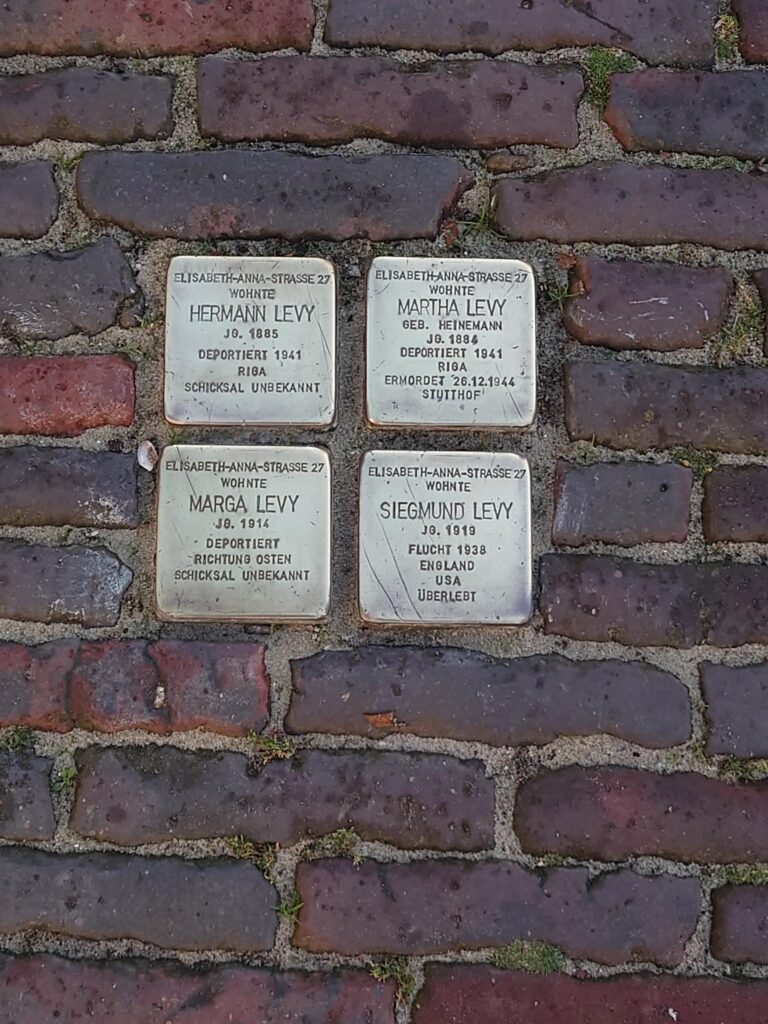 ELISABETH-ANNA-STRASSE 27
WOHNTE
HERMANN LEVY
JG. 1885
DEPORTIERT 1941
RIGA
SCHICKSAL UNBEKANNT
ELISABETH-ANNA-STRASSE 27
WOHNTE
MARTHA LEVY
GEB. HEINEMANN
JG. 1884
DEPORTIERT 1941
RIGA
ERMORDET 26.12.1944
STUTTHOF
ELISABETH-ANNA-STRASSE 27
WOHNTE
MARGA LEVY
JG. 1914
DEPORTIERT
RICHTUNG OSTEN
SCHICKSAL UNBEKANNT
ELISABETH-ANNA-STRASSE 27
WOHNTE
SIEGMUND LEVY
JG. 1919
FLUCHT 1938
ENGLAND
USA
ÜBERLEBT